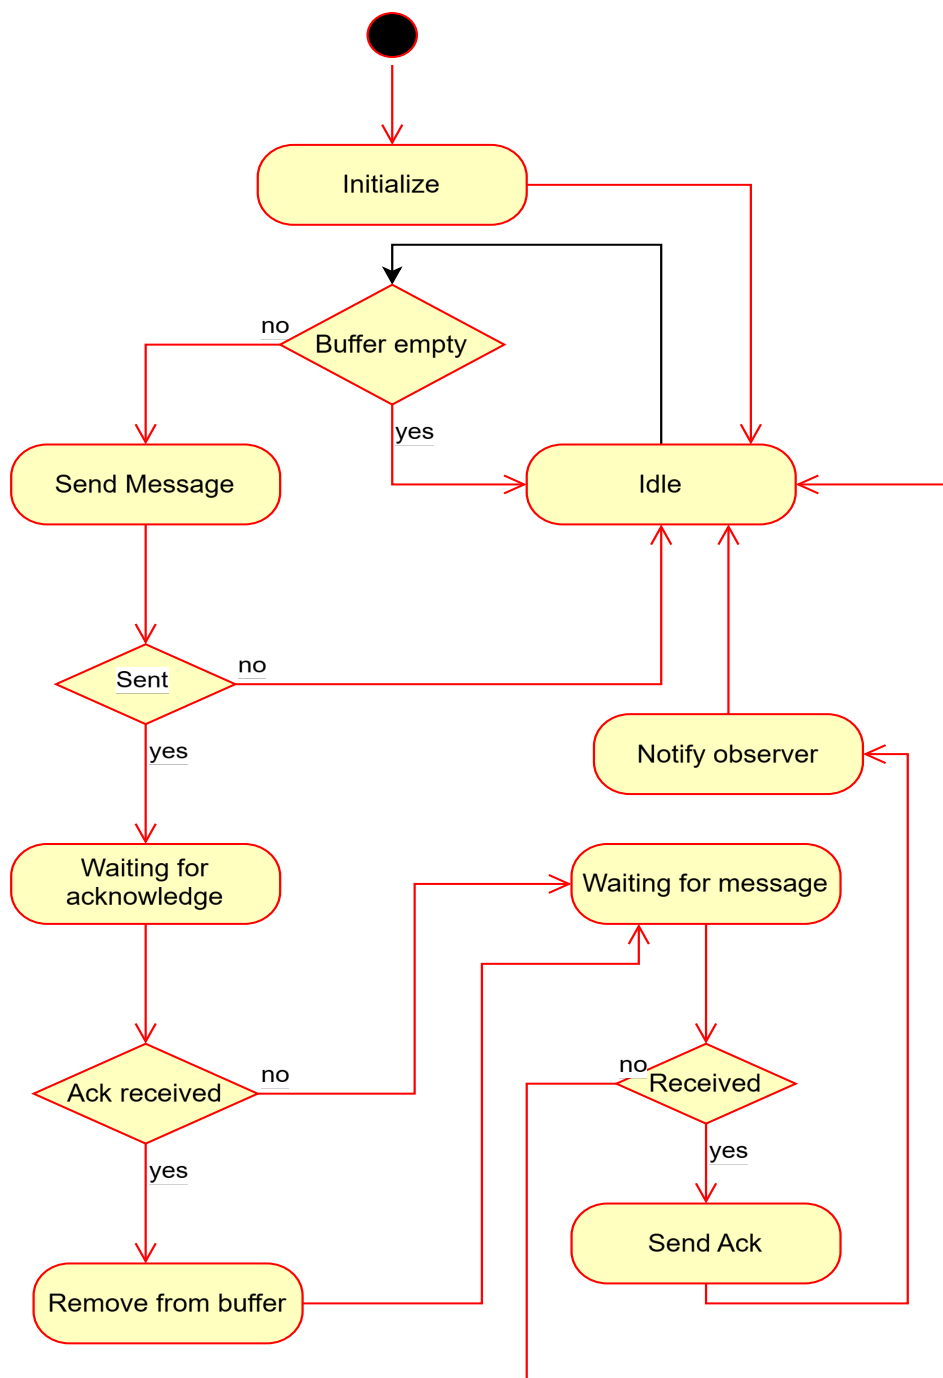 Initialize
no
Buffer empty
yes
Send Message
Idle
Sent
no
yes
Notify observer
Waiting for
acknowledge
Waiting for message
Ack received
no
no
Received
yes
yes
Send Ack
Remove from buffer